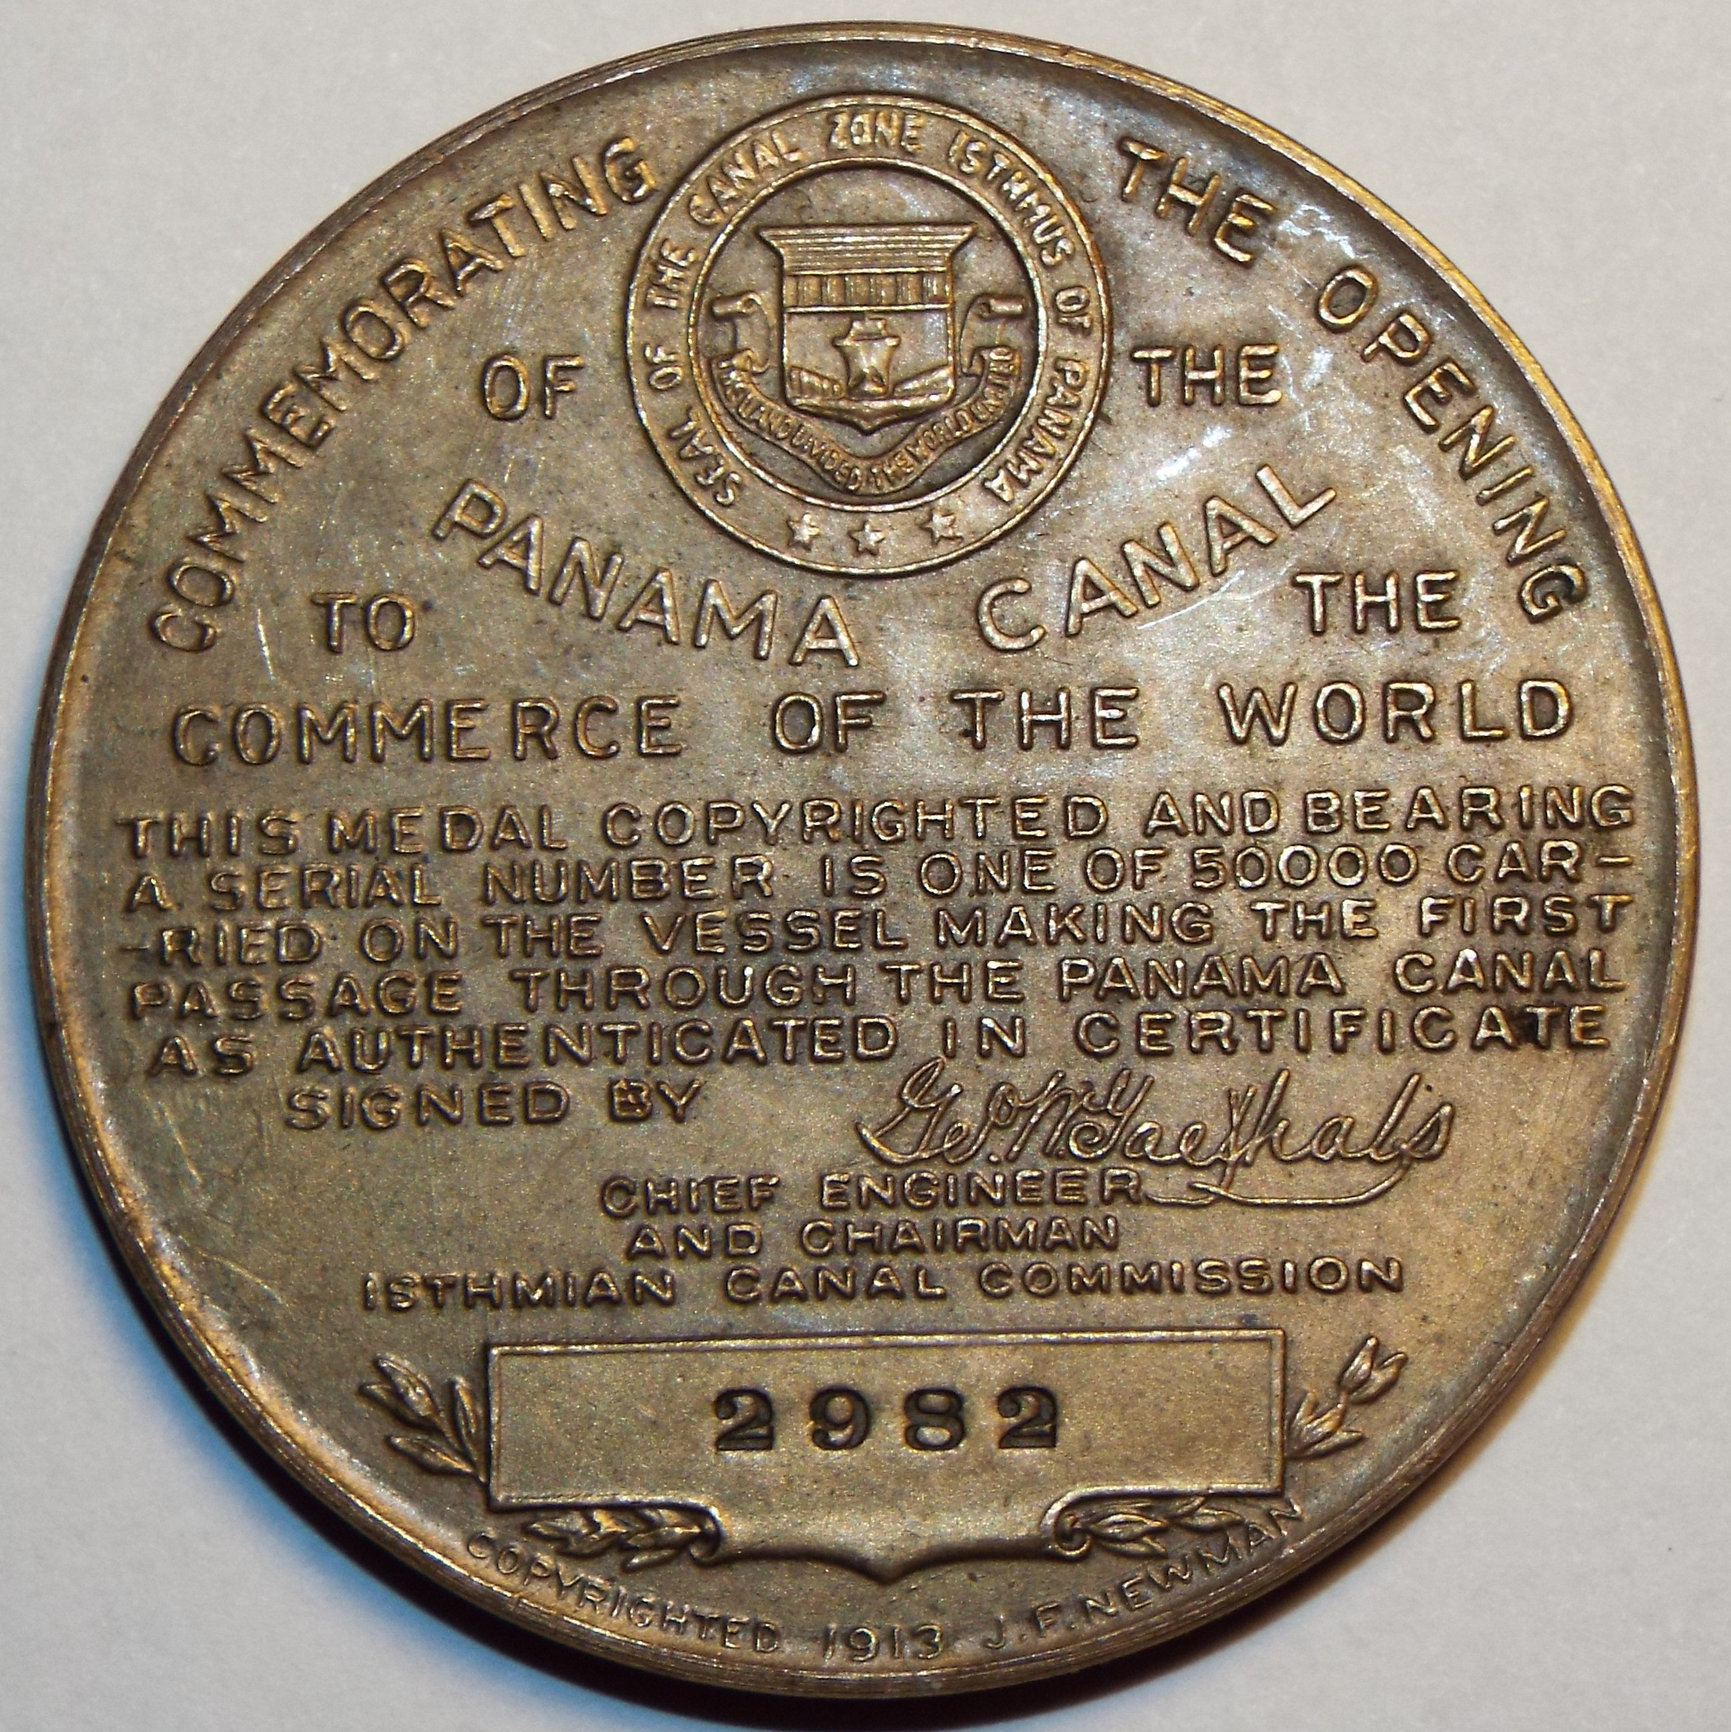 COMMEMORATING THE OPENING
SEAL OF THE CANAL ZONE ISTHMUS OF PANAMA
THE LAND DIVIDED THE WORLD UNITED
OF THE
PANAMA CANAL
TO THE
COMMERCE OF THE WORLD
THIS MEDAL COPYRIGHTED AND BEARING
A SERIAL NUMBER IS ONE OF 50000 CAR-
-RIED ON THE VESSEL MAKING THE FIRST
PASSAGE THROUGH THE PANAMA CANAL
AS AUTHENTICATED IN CERTIFICATE
SIGNED BY Geo W Goethals
CHIEF ENGINEER
AND CHAIRMAN
ISTHMIAN CANAL COMMISSION
2982
COPYRIGHTED 1913 J.F. NEWMAN